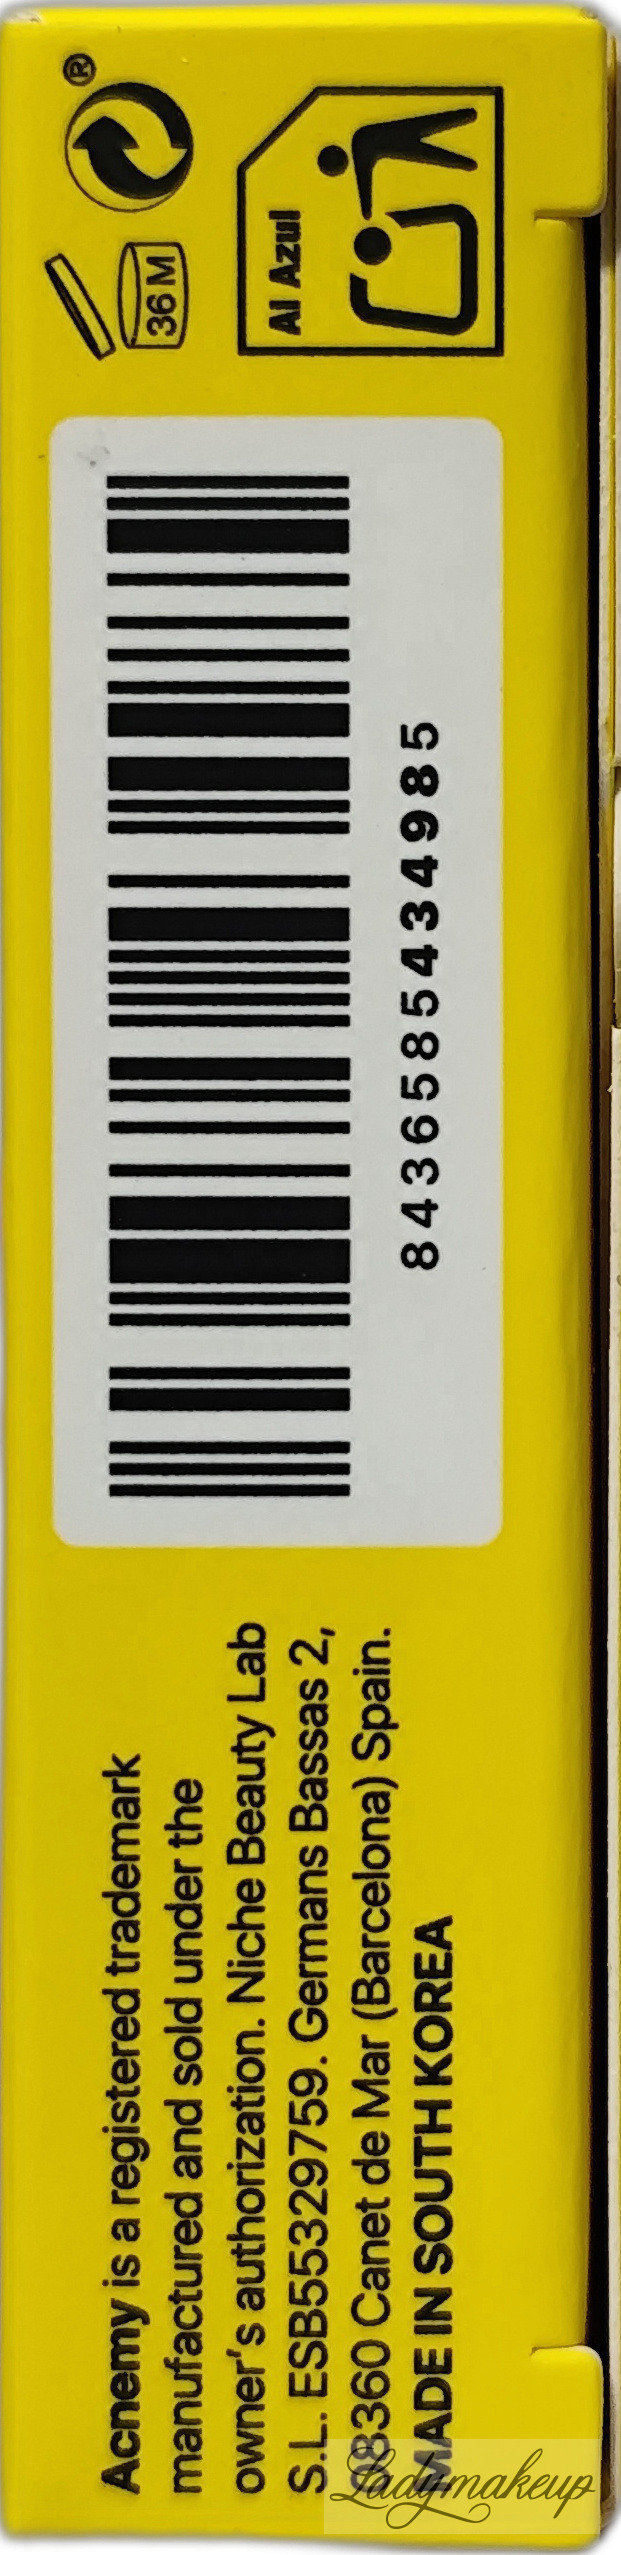 Acnemy is a registered trademark
manufactured and sold under the
owner's authorization. Niche Beauty Lab
S.L. ESB55329759. Germans Bassas 2,
08360 Canet de Mar (Barcelona) Spain.
MADE IN SOUTH KOREA
8436585434985
36M
®
Al Azul
Ladymakeup